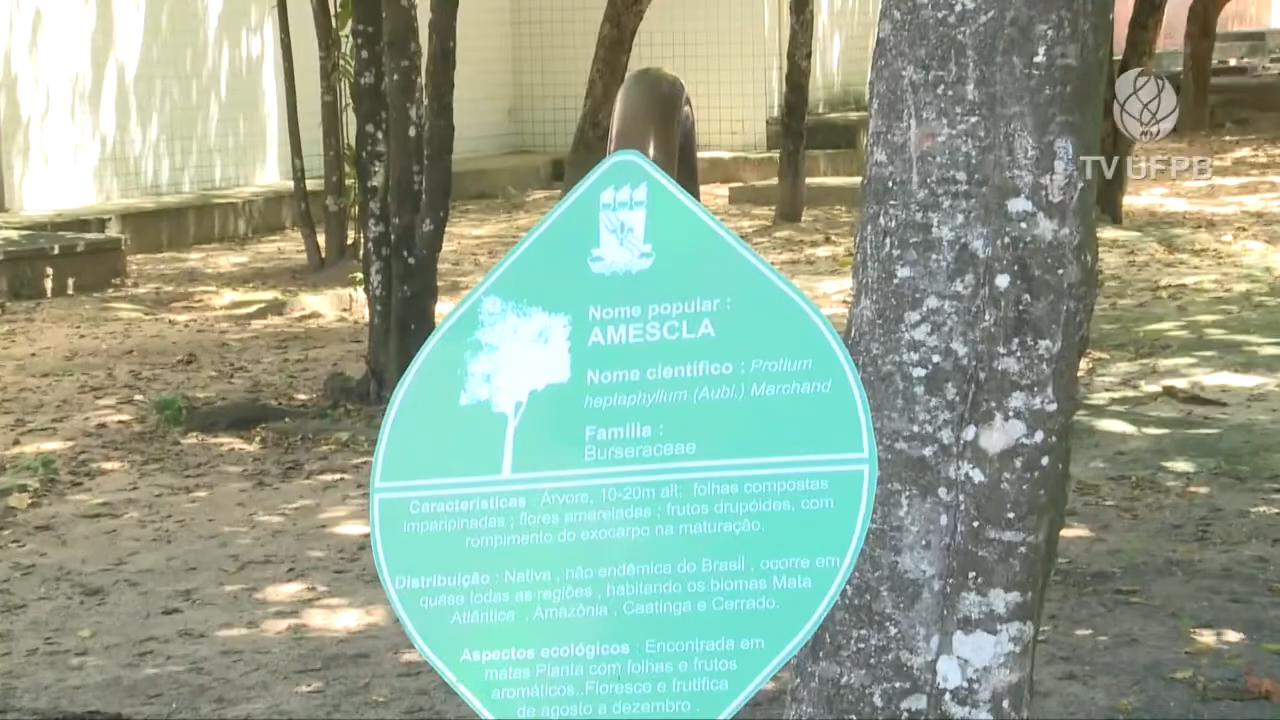 TV UFPB
Nome popular :
AMESCLA
Nome científico : Protium
heptaphyllum (Aubl.) Marchand
Família :
Burseraceae
Características Árvore, 10-20m alt; folhas compostas
imparipinadas ; flores amareladas ; frutos drupóides, com
rompimento do exocarpo na maturação.
Distribuição : Nativa , não endêmica do Brasil , ocorre em
quase todas as regiões , habitando os biomas Mata
Atlântica , Amazônia , Caatinga e Cerrado.
Aspectos ecológicos : Encontrada em
matas Planta com folhas e frutos
aromáticos..Floresce e frutifica
de agosto a dezembro .